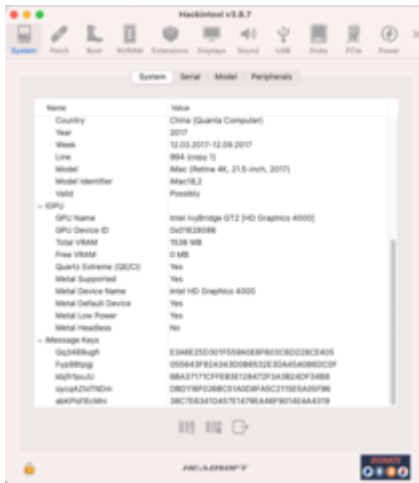 Hackintool v3.8.7
System Patch Boot NVRAM Extensions Displays Sound USB Disks PCIe Power
System Serial Model Peripherals
Name Value
Country China (Quanta Computer)
Year 2017
Week 12.03.2017-12.09.2017
Line 994 (copy 1)
Model iMac (Retina 4K, 21.5-inch, 2017)
Model Identifier iMac18,2
Valid Possibly
IGPU
GPU Name Intel IvyBridge GT2 [HD Graphics 4000]
GPU Device ID 0x01628086
Total VRAM 1536 MB
Free VRAM 0 MB
Quartz Extreme (QE/CI) Yes
Metal Supported Yes
Metal Device Name Intel HD Graphics 4000
Metal Default Device Yes
Metal Low Power Yes
Metal Headless No
iMessage Keys
HEADSOFT
DONATE